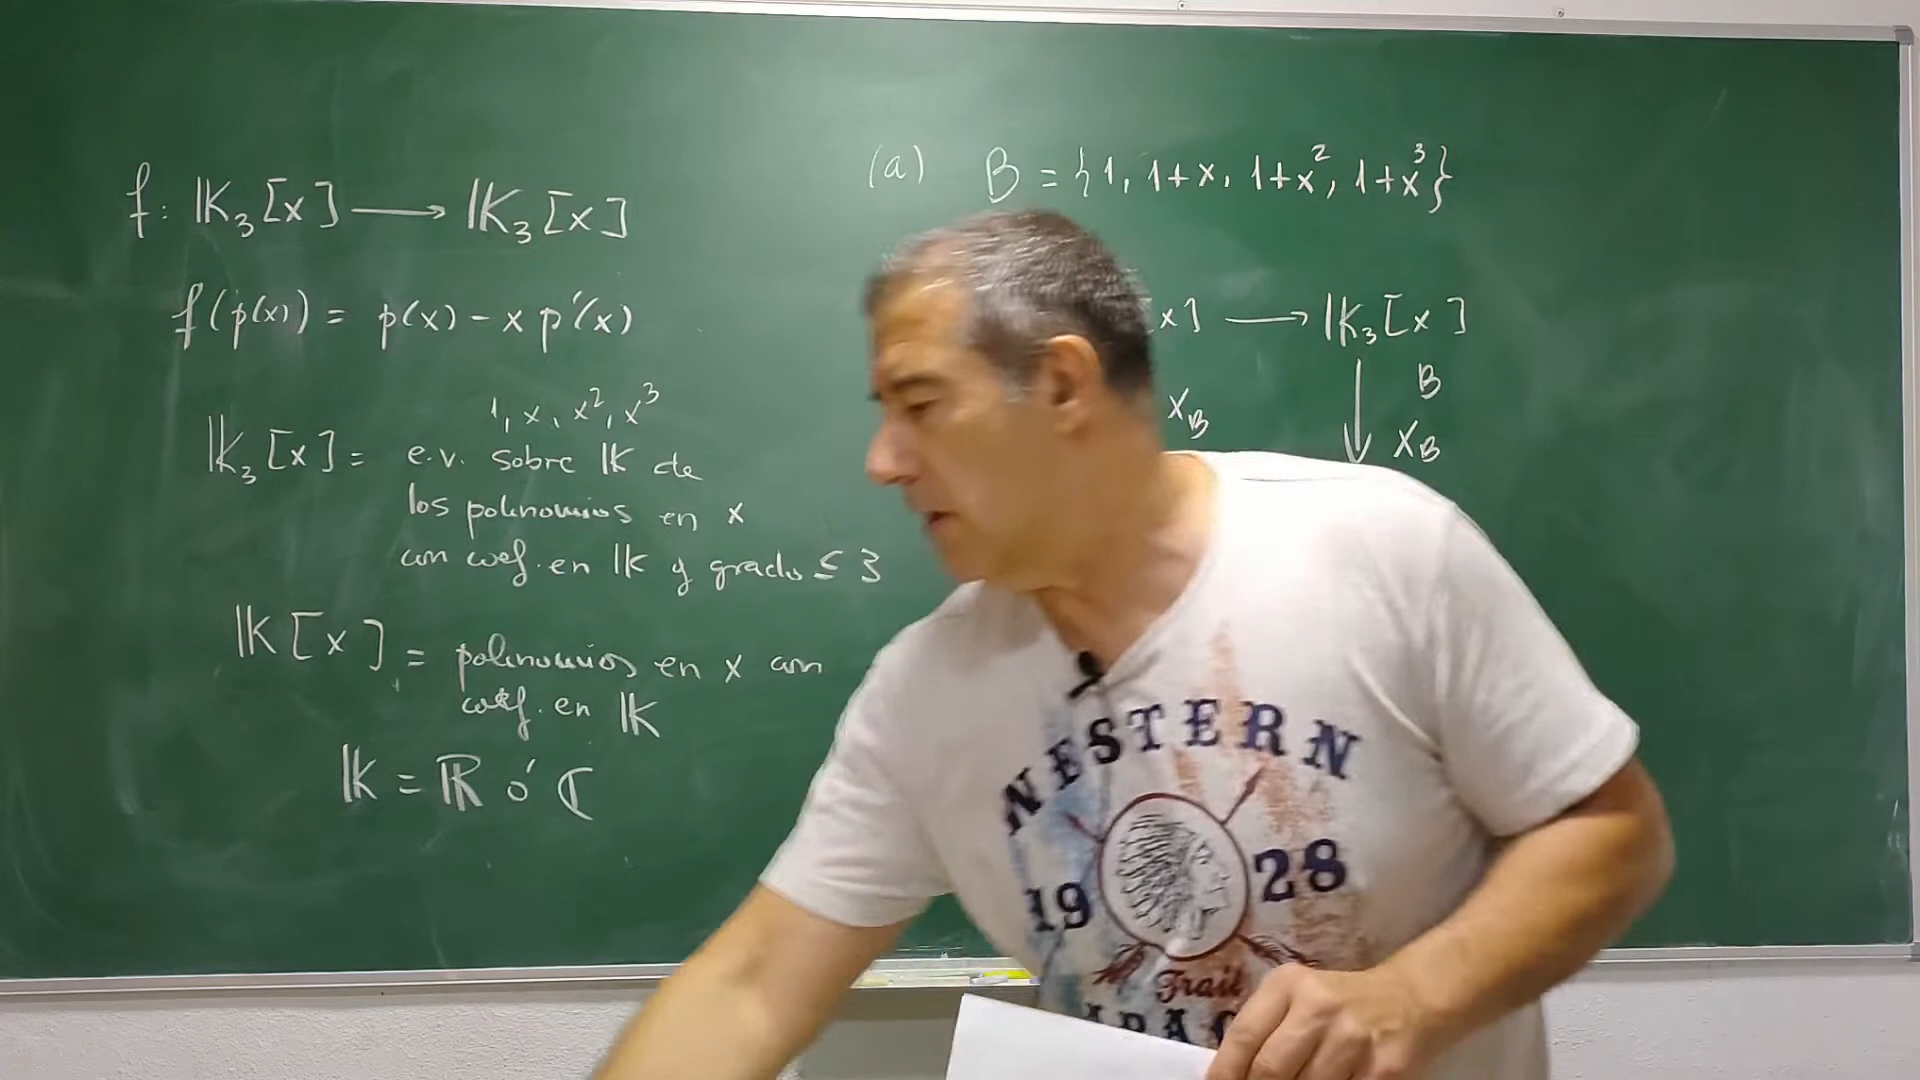 f: 𝕂₃[x] ⟶ 𝕂₃[x]
f(p(x)) = p(x) - x p'(x)
1, x, x², x³
𝕂₃[x] = e.v. sobre 𝕂 de
los polinomios en x
con coef. en 𝕂 y grado ≤ 3
𝕂[x] = polinomios en x con
coef. en 𝕂
𝕂 = ℝ ó ℂ
(a) B = {1, 1+x, 1+x², 1+x³}
x] ⟶ 𝕂₃[x]
B
X_B
↓ X_B
WESTERN
19 28
Trail